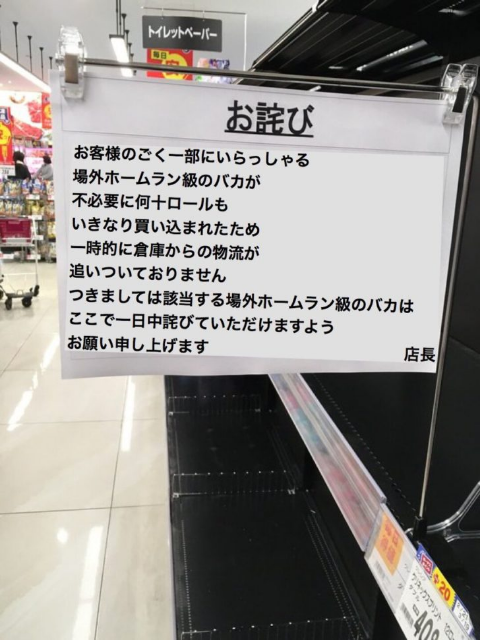 トイレットペーパー
毎日
お詫び
お客様のごく一部にいらっしゃる
場外ホームラン級のバカが
不必要に何十ロールも
いきなり買い込まれたため
一時的に倉庫からの物流が
追いついておりません
つきましては該当する場外ホームラン級のバカは
ここで一日中詫びていただけますよう
お願い申し上げます
店長
20
ダブル
408